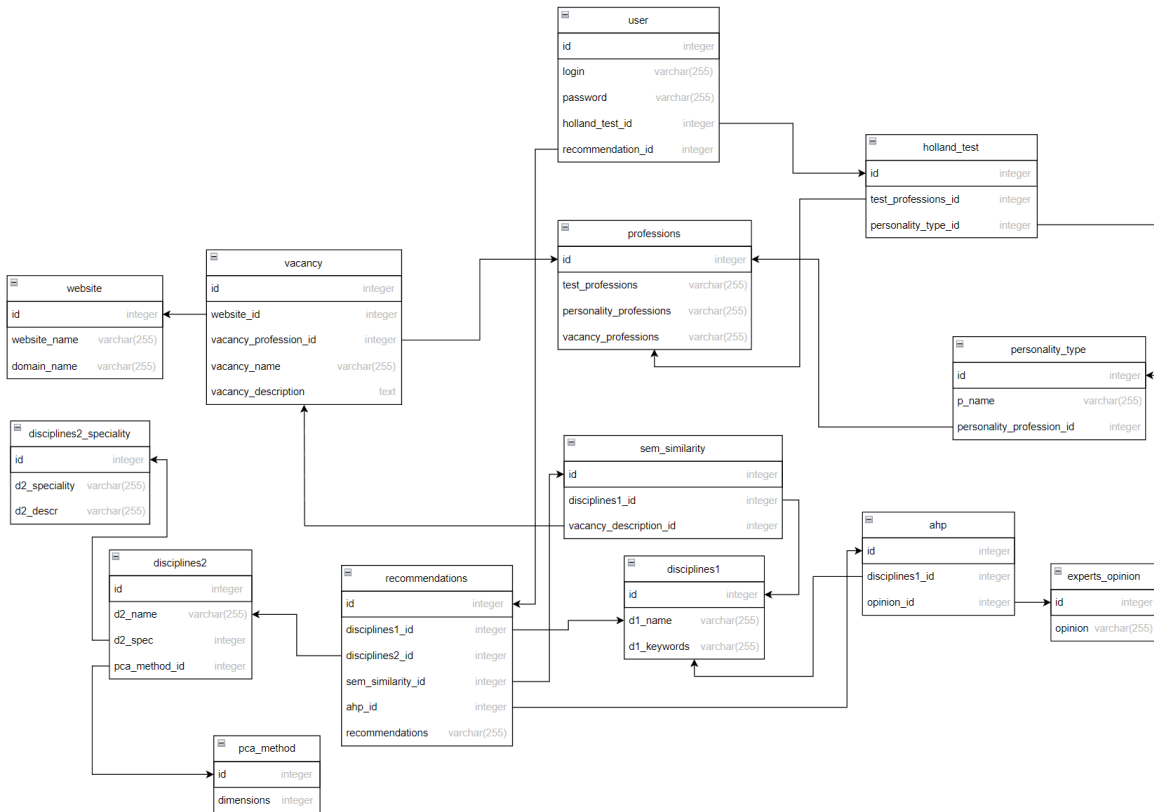 user
id integer
login varchar(255)
password varchar(255)
holland_test_id integer
recommendation_id integer
holland_test
id integer
test_professions_id integer
personality_type_id integer
professions
id integer
test_professions varchar(255)
personality_professions varchar(255)
vacancy_professions varchar(255)
vacancy
id integer
website_id integer
vacancy_profession_id integer
vacancy_name varchar(255)
vacancy_description text
website
id integer
website_name varchar(255)
domain_name varchar(255)
personality_type
id integer
p_name varchar(255)
personality_profession_id integer
disciplines2_speciality
id integer
d2_speciality varchar(255)
d2_descr varchar(255)
sem_similarity
id integer
disciplines1_id integer
vacancy_description_id integer
ahp
id integer
disciplines1_id integer
opinion_id integer
disciplines2
id integer
d2_name varchar(255)
d2_spec integer
pca_method_id integer
recommendations
id integer
disciplines1_id integer
disciplines2_id integer
sem_similarity_id integer
ahp_id integer
recommendations varchar(255)
disciplines1
id integer
d1_name varchar(255)
d1_keywords varchar(255)
experts_opinion
id integer
opinion varchar(255)
pca_method
id integer
dimensions integer